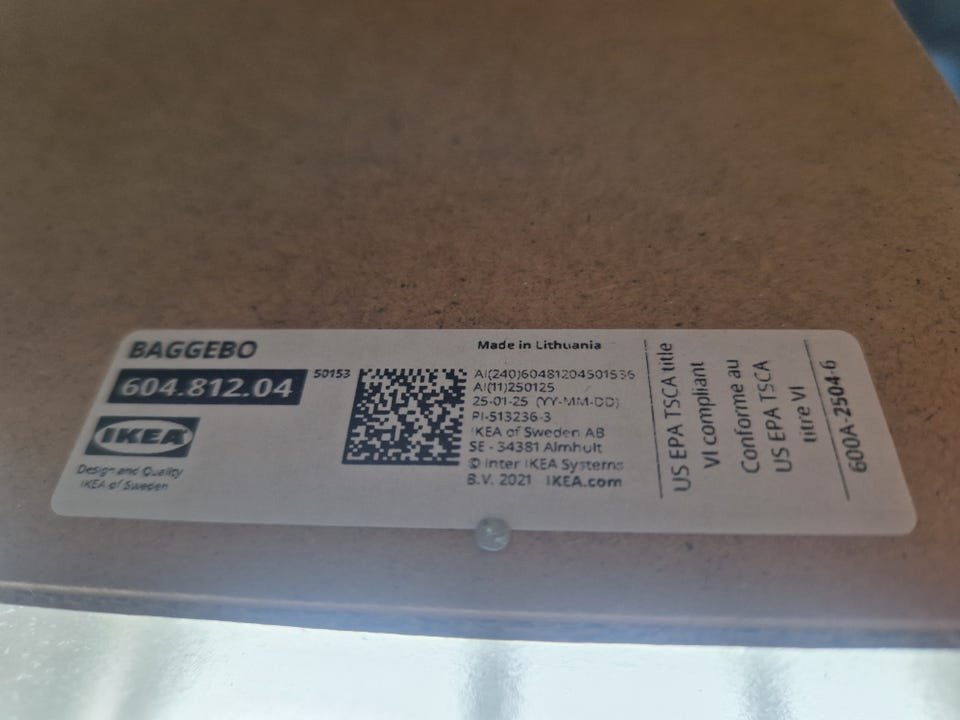 BAGGEBO
604.812.04
IKEA
Design and Quality
IKEA of Sweden
50153
Made in Lithuania
AI(240)60481204501536
AI(11)250125
25-01-25 (YY-MM-DD)
PI-513236-3
IKEA of Sweden AB
SE - 34381 Älmhult
© Inter IKEA Systems
B.V. 2021 IKEA.com
US EPA TSCA title
VI compliant
Conforme au
US EPA TSCA
titre VI
600A-2504-6